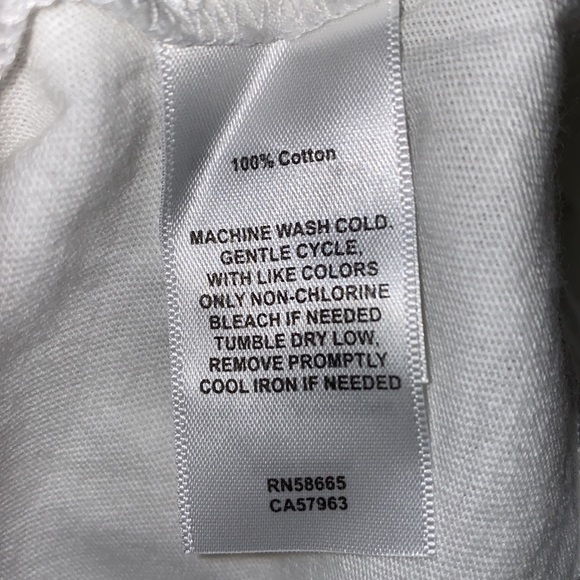 100% Cotton
MACHINE WASH COLD.
GENTLE CYCLE,
WITH LIKE COLORS
ONLY NON-CHLORINE
BLEACH IF NEEDED
TUMBLE DRY LOW.
REMOVE PROMPTLY
COOL IRON IF NEEDED
RN58665
CA57963